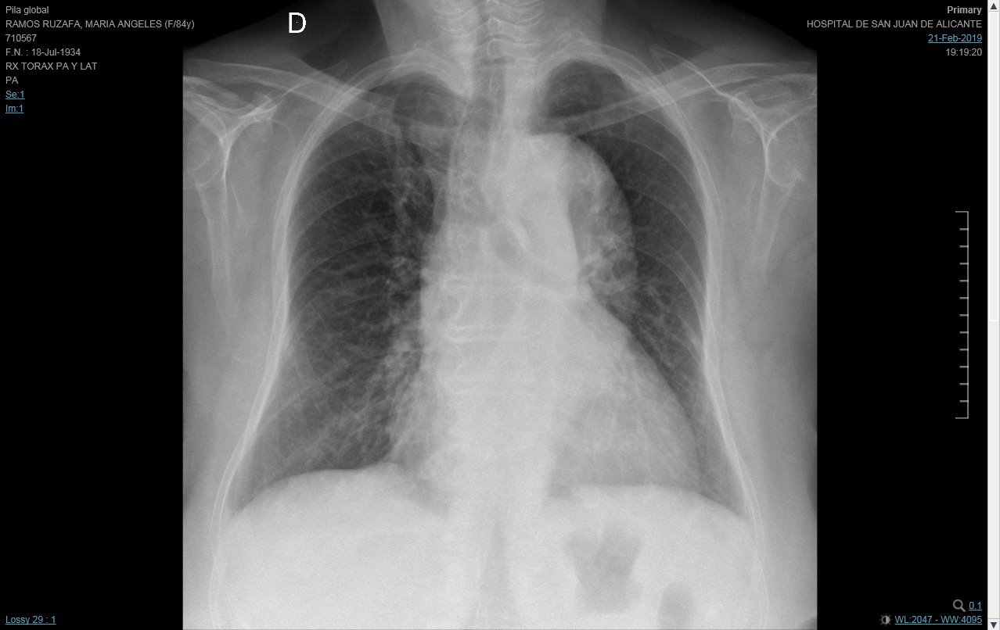 Pila global
RAMOS RUZAFA, MARIA ANGELES (F/84y)
710567
F.N. : 18-Jul-1934
RX TORAX PA Y LAT
PA
Se:1
Im:1
D
Primary
HOSPITAL DE SAN JUAN DE ALICANTE
21-Feb-2019
19:19:20
Lossy 29 : 1
0.1
WL:2047 - WW:4095